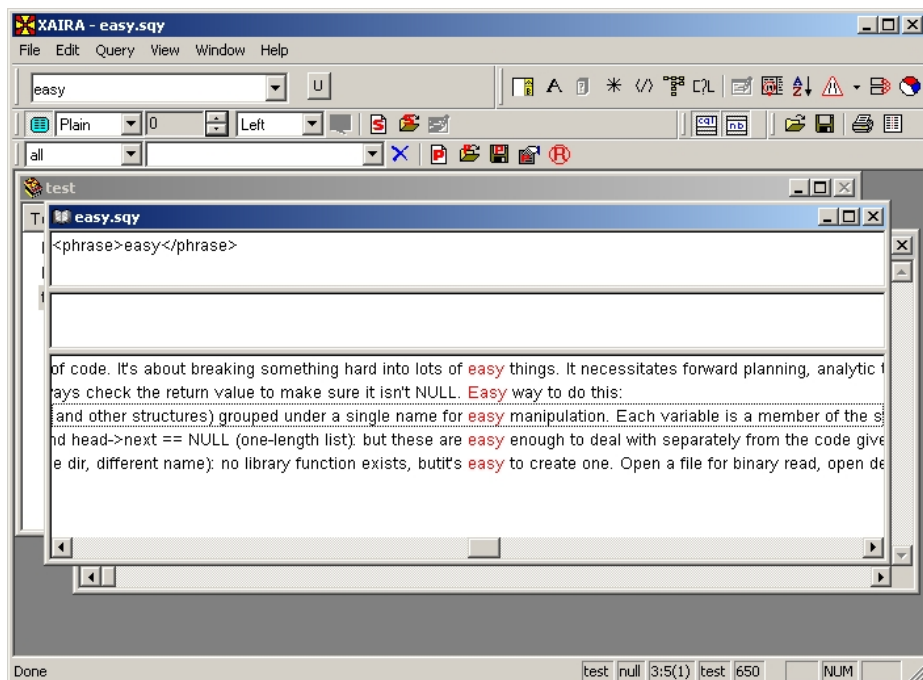 XAIRA - easy.sqy
File Edit Query View Window Help
easy U
Plain 0 Left
all
test
easy.sqy
<phrase>easy</phrase>
of code. It's about breaking something hard into lots of easy things. It necessitates forward planning, analytic
ays check the return value to make sure it isn't NULL. Easy way to do this:
and other structures) grouped under a single name for easy manipulation. Each variable is a member of the s
nd head->next == NULL (one-length list): but these are easy enough to deal with separately from the code give
e dir, different name): no library function exists, butit's easy to create one. Open a file for binary read, open de
Done test null 3:5(1) test 650 NUM